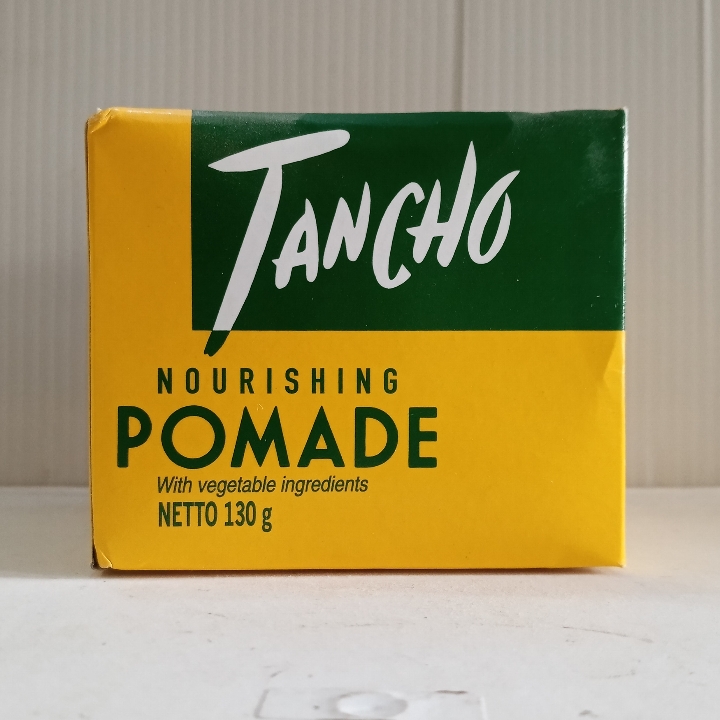 TANCHO
NOURISHING
POMADE
With vegetable ingredients
NETTO 130 g